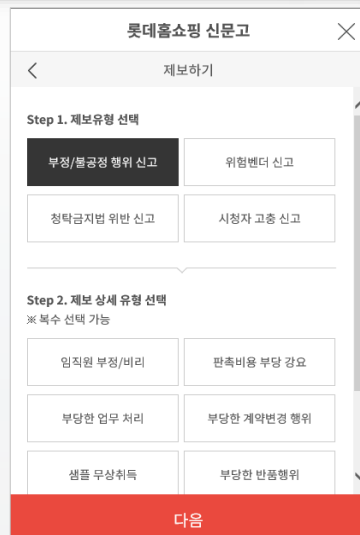 롯데홈쇼핑 신문고
제보하기
Step 1. 제보유형 선택
부정/불공정 행위 신고
위험벤더 신고
청탁금지법 위반 신고
시청자 고충 신고
Step 2. 제보 상세 유형 선택
※ 복수 선택 가능
임직원 부정/비리
판촉비용 부당 강요
부당한 업무 처리
부당한 계약변경 행위
샘플 무상취득
부당한 반품행위
다음